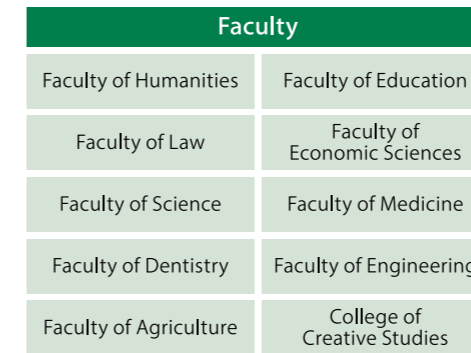 Faculty
Faculty of Humanities
Faculty of Education
Faculty of Law
Faculty of
Economic Sciences
Faculty of Science
Faculty of Medicine
Faculty of Dentistry
Faculty of Engineering
Faculty of Agriculture
College of
Creative Studies